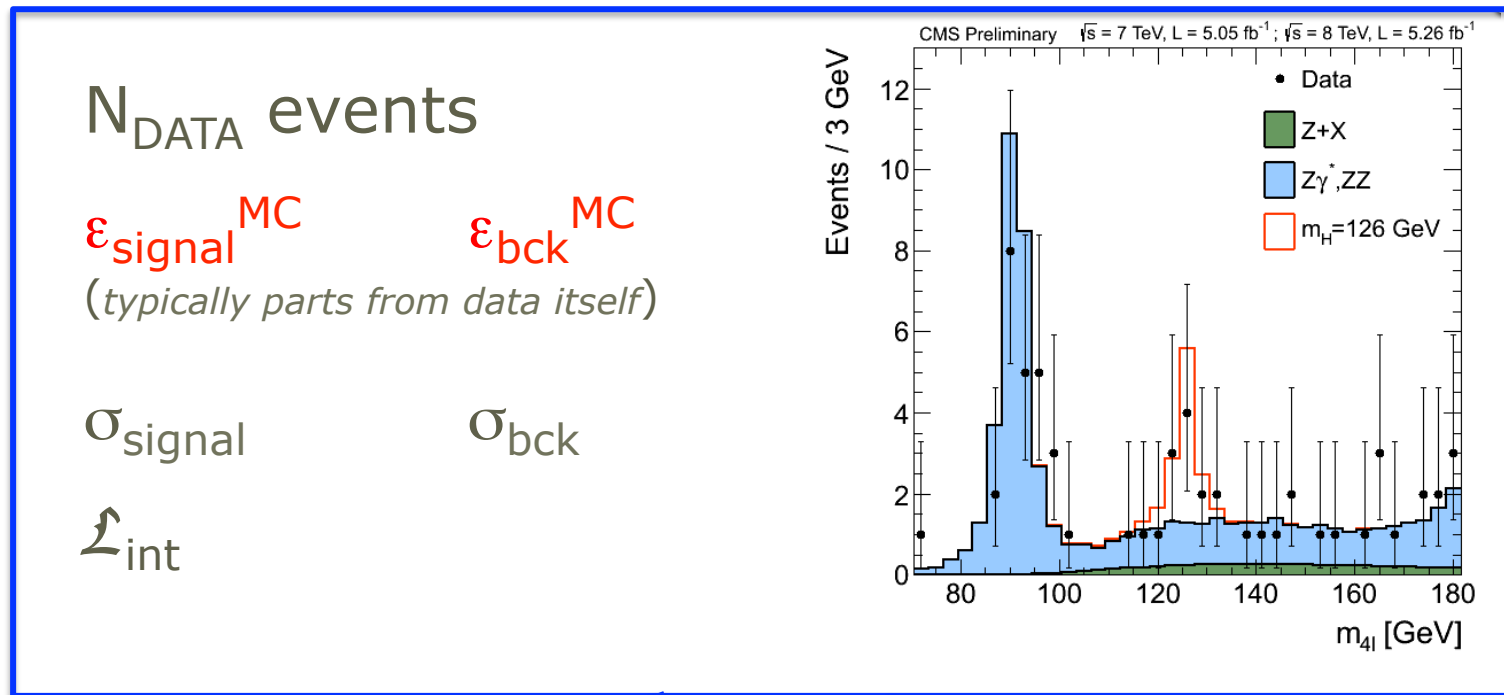 N_DATA events
ε_signal^MC ε_bck^MC
(typically parts from data itself)
σ_signal σ_bck
𝕷_int
CMS Preliminary √s = 7 TeV, L = 5.05 fb⁻¹ ; √s = 8 TeV, L = 5.26 fb⁻¹
Events / 3 GeV
12
10
8
6
4
2
0
Data
Z+X
Zγ*,ZZ
m_H=126 GeV
80 100 120 140 160 180
m_4l [GeV]